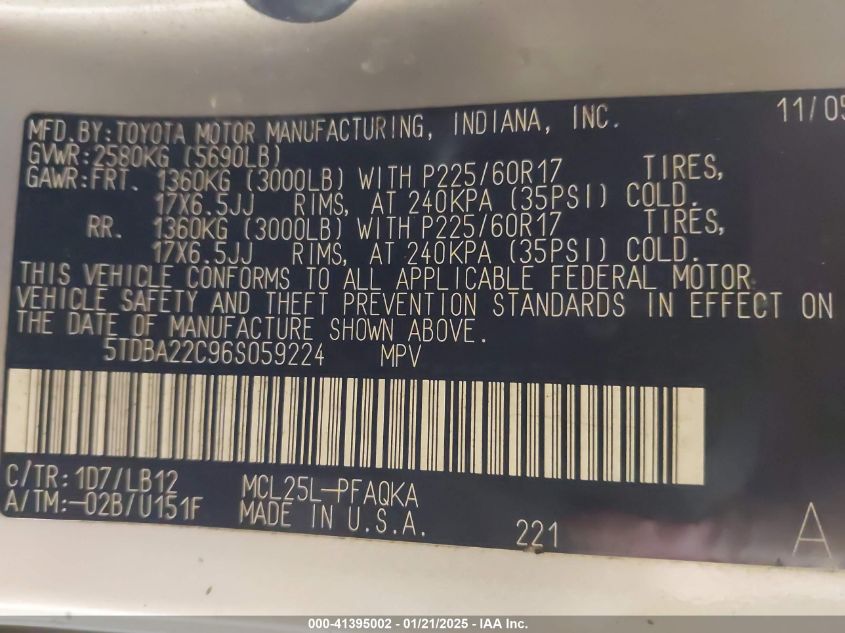 MFD.BY:TOYOTA MOTOR MANUFACTURING, INDIANA, INC. 11/05
GVWR:2580KG (5690LB)
GAWR:FRT. 1360KG (3000LB) WITH P225/60R17 TIRES,
17X6.5JJ RIMS, AT 240KPA (35PSI) COLD.
RR. 1360KG (3000LB) WITH P225/60R17 TIRES,
17X6.5JJ RIMS, AT 240KPA (35PSI) COLD.
THIS VEHICLE CONFORMS TO ALL APPLICABLE FEDERAL MOTOR
VEHICLE SAFETY AND THEFT PREVENTION STANDARDS IN EFFECT ON
THE DATE OF MANUFACTURE SHOWN ABOVE.
5TDBA22C96S059224 MPV
C/TR:1D7/LB12 MCL25L-PFAQKA
A/TM:-02B/U151F MADE IN U.S.A. 221 A
000-41395002 - 01/21/2025 - IAA Inc.